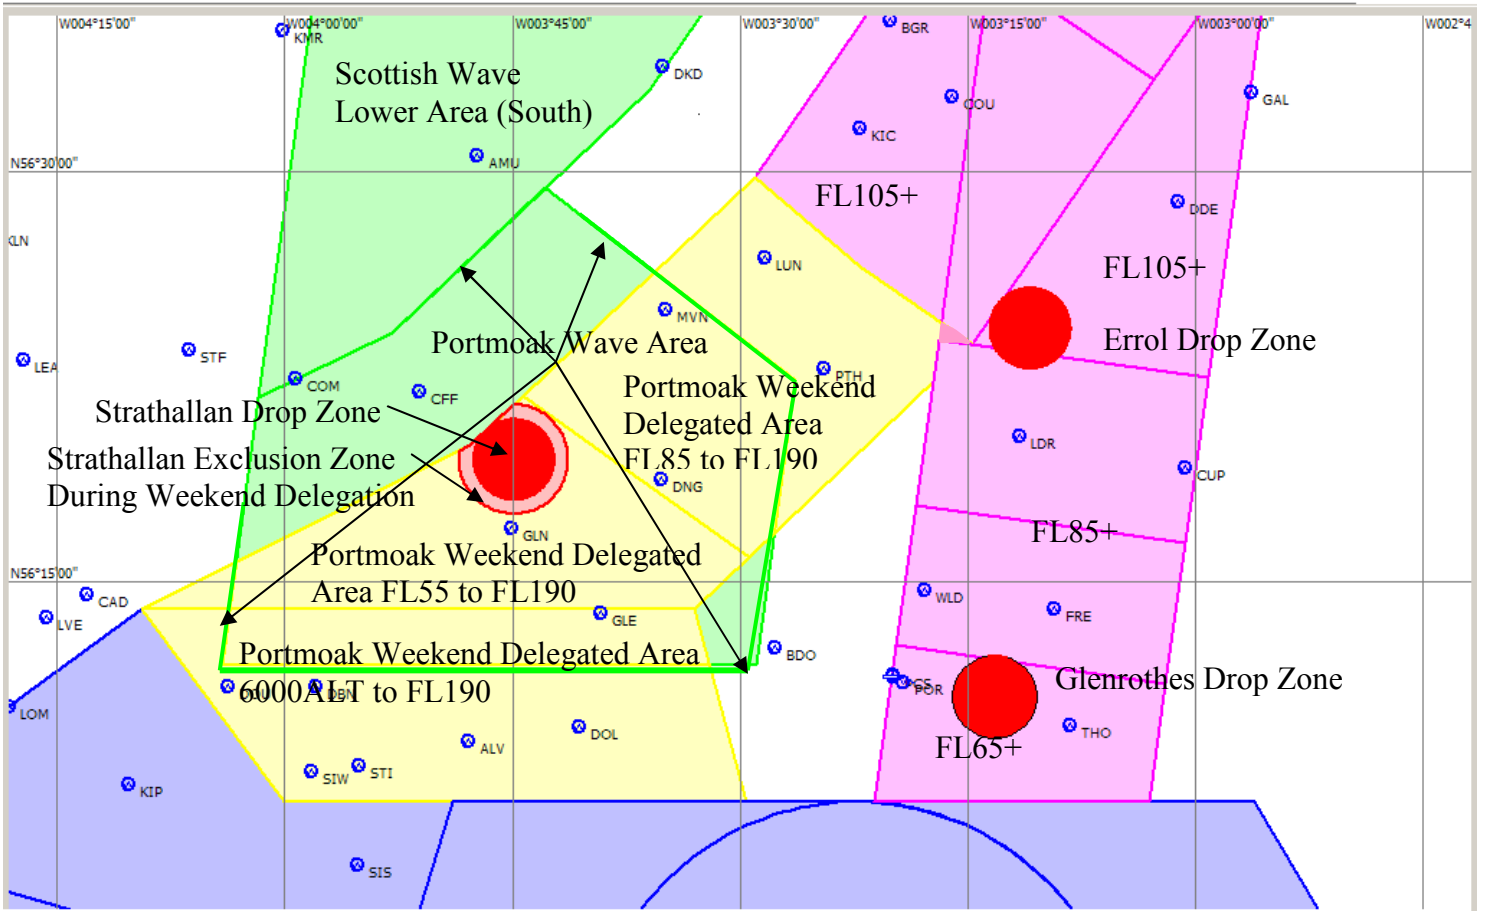 W004°15'00"
W004°00'00"
W003°45'00"
W003°30'00"
W003°15'00"
W003°00'00"
W002°4
KMR
BGR
Scottish Wave
Lower Area (South)
DKD
COU
GAL
KIC
N56°30'00"
AMU
FL105+
DDE
KLN
LUN
FL105+
MVN
Portmoak Wave Area
Errol Drop Zone
STF
LEA
COM
CFF
PTH
Portmoak Weekend
Delegated Area
FL85 to FL190
Strathallan Drop Zone
LDR
Strathallan Exclusion Zone
During Weekend Delegation
CUP
DNG
GLN
FL85+
Portmoak Weekend Delegated
Area FL55 to FL190
N56°15'00"
CAD
LVE
WLD
FRE
GLE
BDO
Portmoak Weekend Delegated Area
6000ALT to FL190
DBN
POR
Glenrothes Drop Zone
LOM
DOL
THO
ALV
FL65+
SIW
STI
KIP
SIS